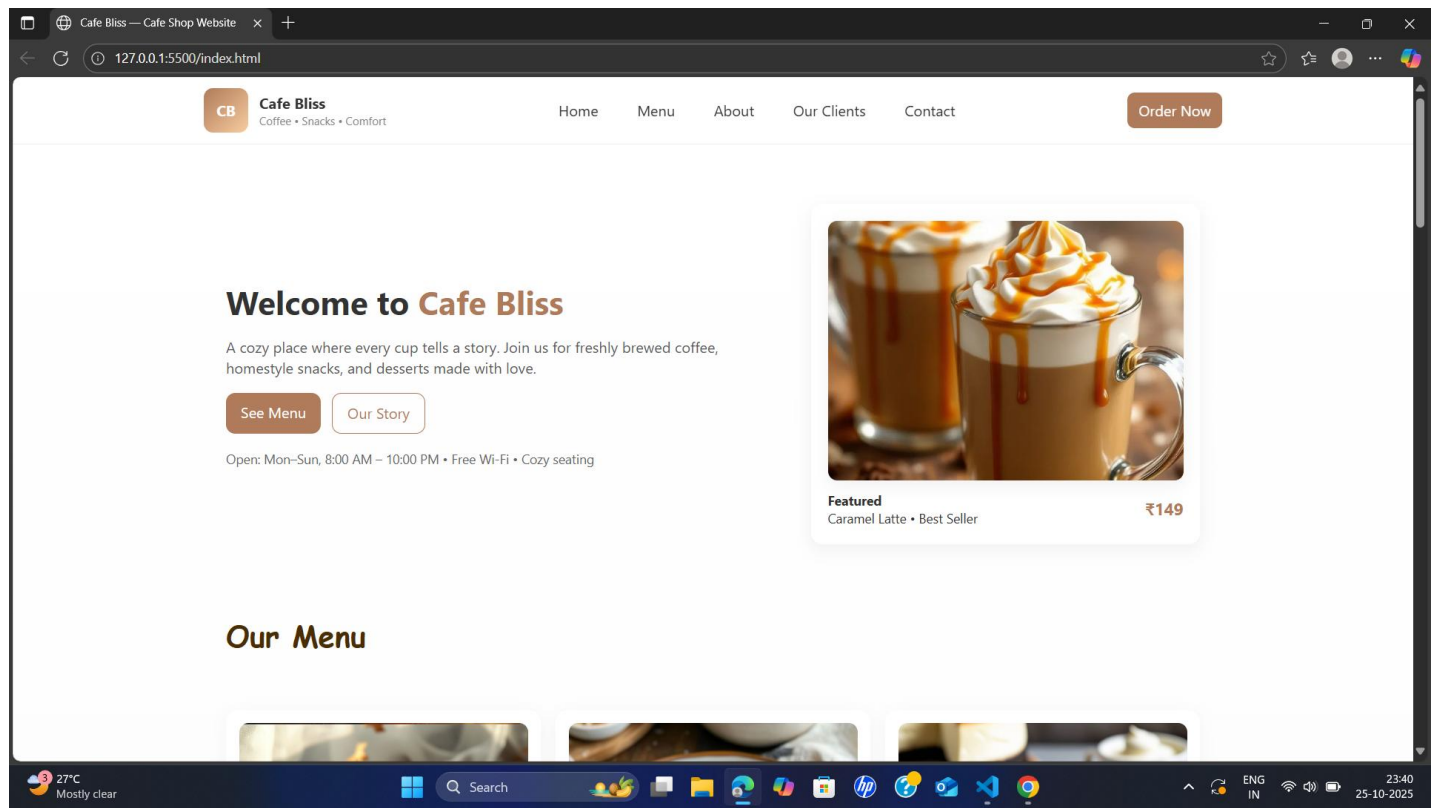 Cafe Bliss — Cafe Shop Website
127.0.0.1:5500/index.html
CB
Cafe Bliss
Coffee • Snacks • Comfort
Home
Menu
About
Our Clients
Contact
Order Now
Welcome to Cafe Bliss
A cozy place where every cup tells a story. Join us for freshly brewed coffee,
homestyle snacks, and desserts made with love.
See Menu
Our Story
Open: Mon–Sun, 8:00 AM – 10:00 PM • Free Wi-Fi • Cozy seating
Featured
Caramel Latte • Best Seller
₹149
Our Menu
3
27°C
Mostly clear
Search
hp
?
ENG
IN
23:40
25-10-2025